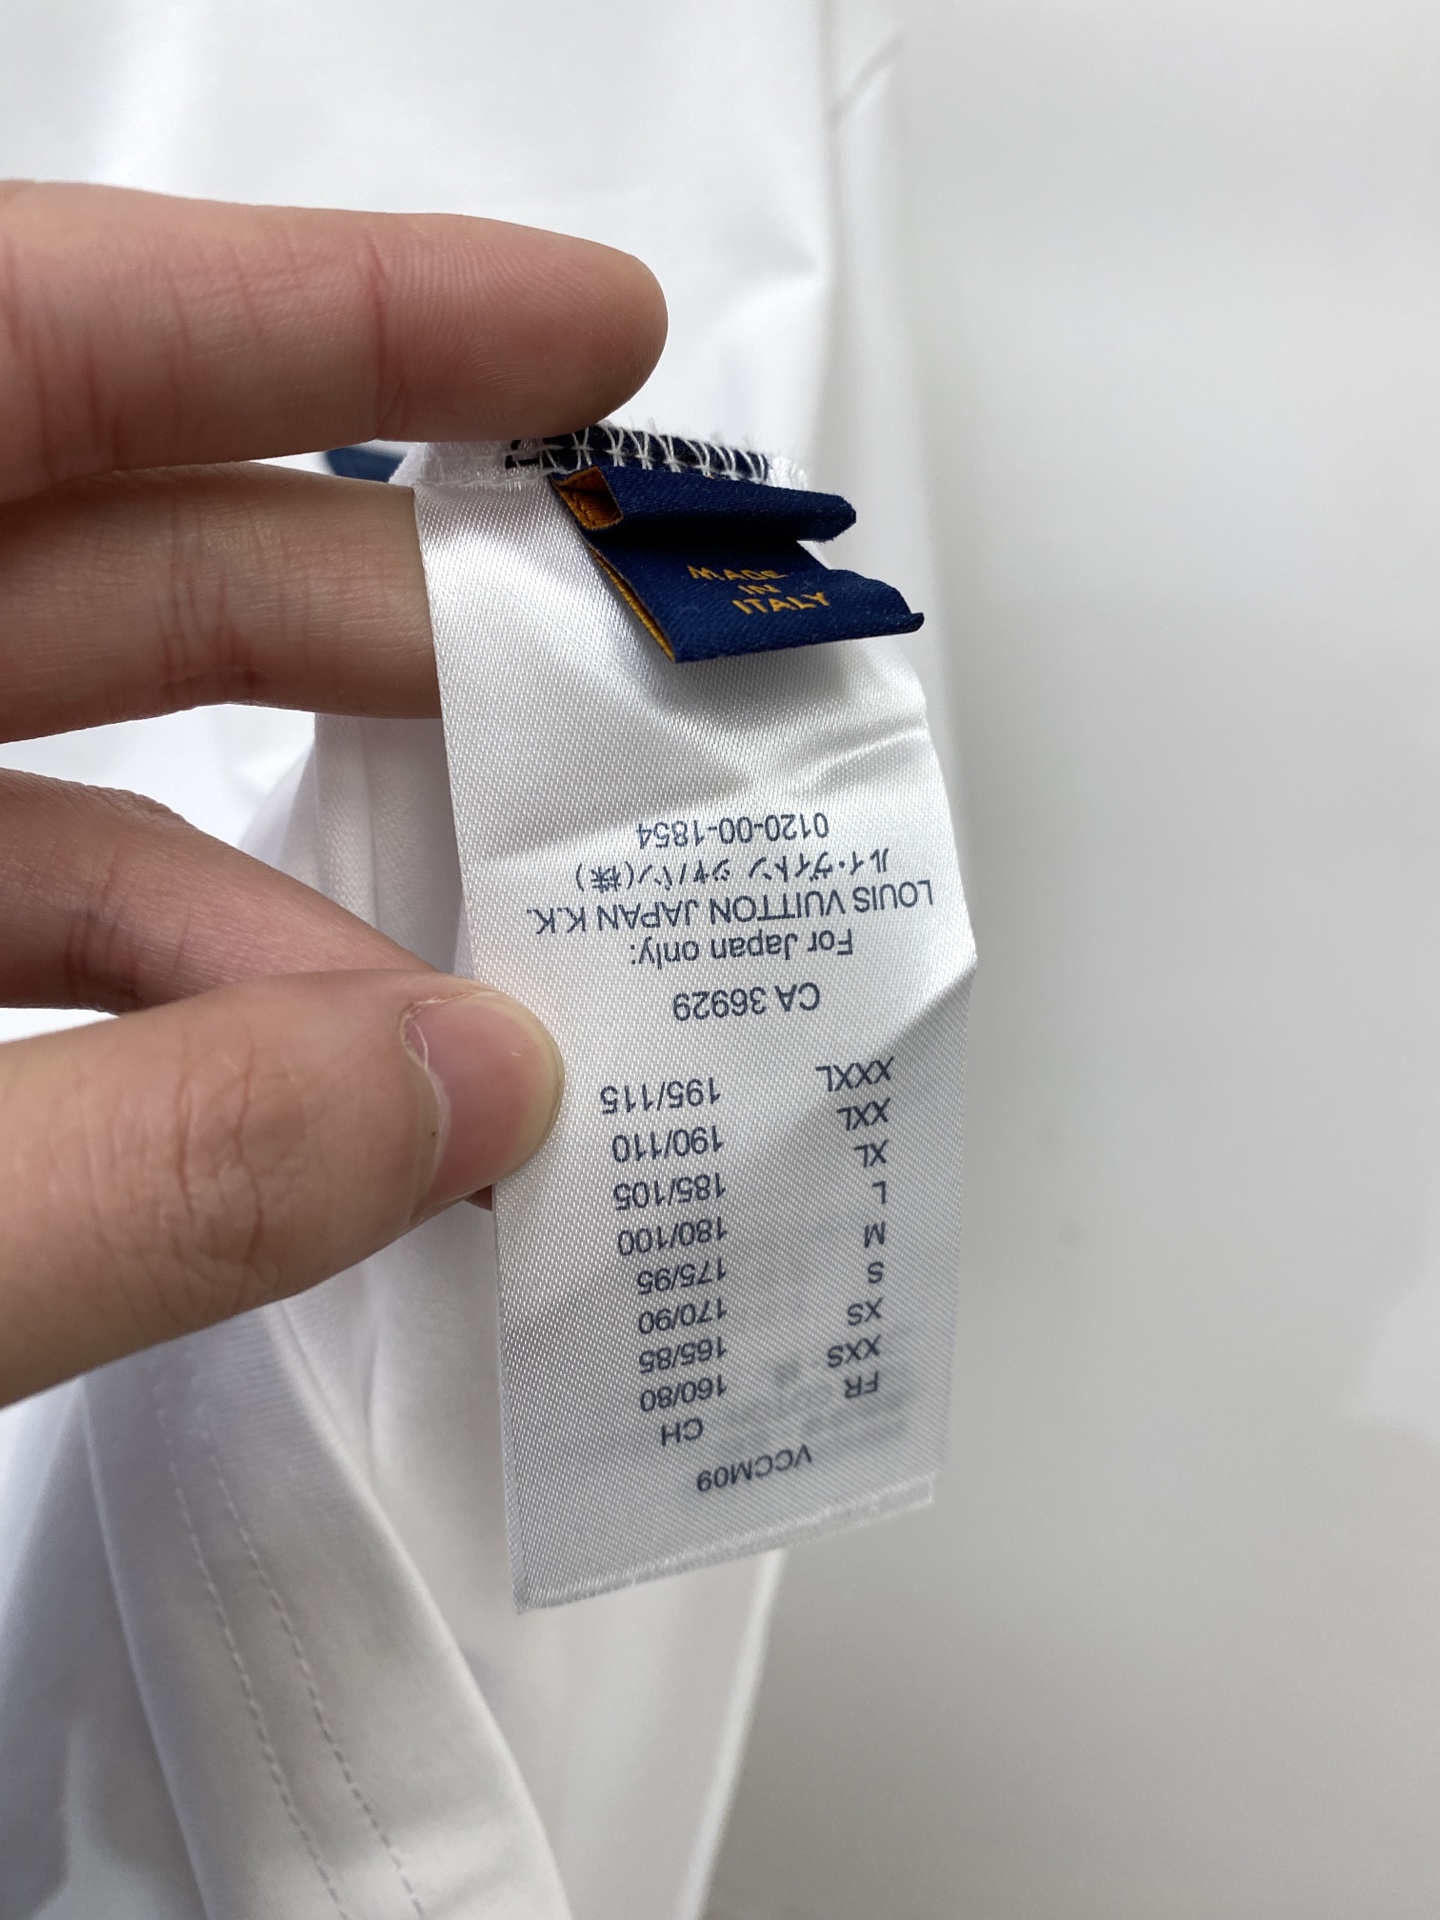 MADE
IN
ITALY
VCCM09
FR CH
XXS 160/80
XS 165/85
S 170/90
M 175/95
L 180/100
XL 185/105
XXL 190/110
XXXL 195/115
CA 36929
For Japan only:
LOUIS VUITTON JAPAN K.K.
ルイ・ヴィトン ジャパン(株)
0120-00-1854